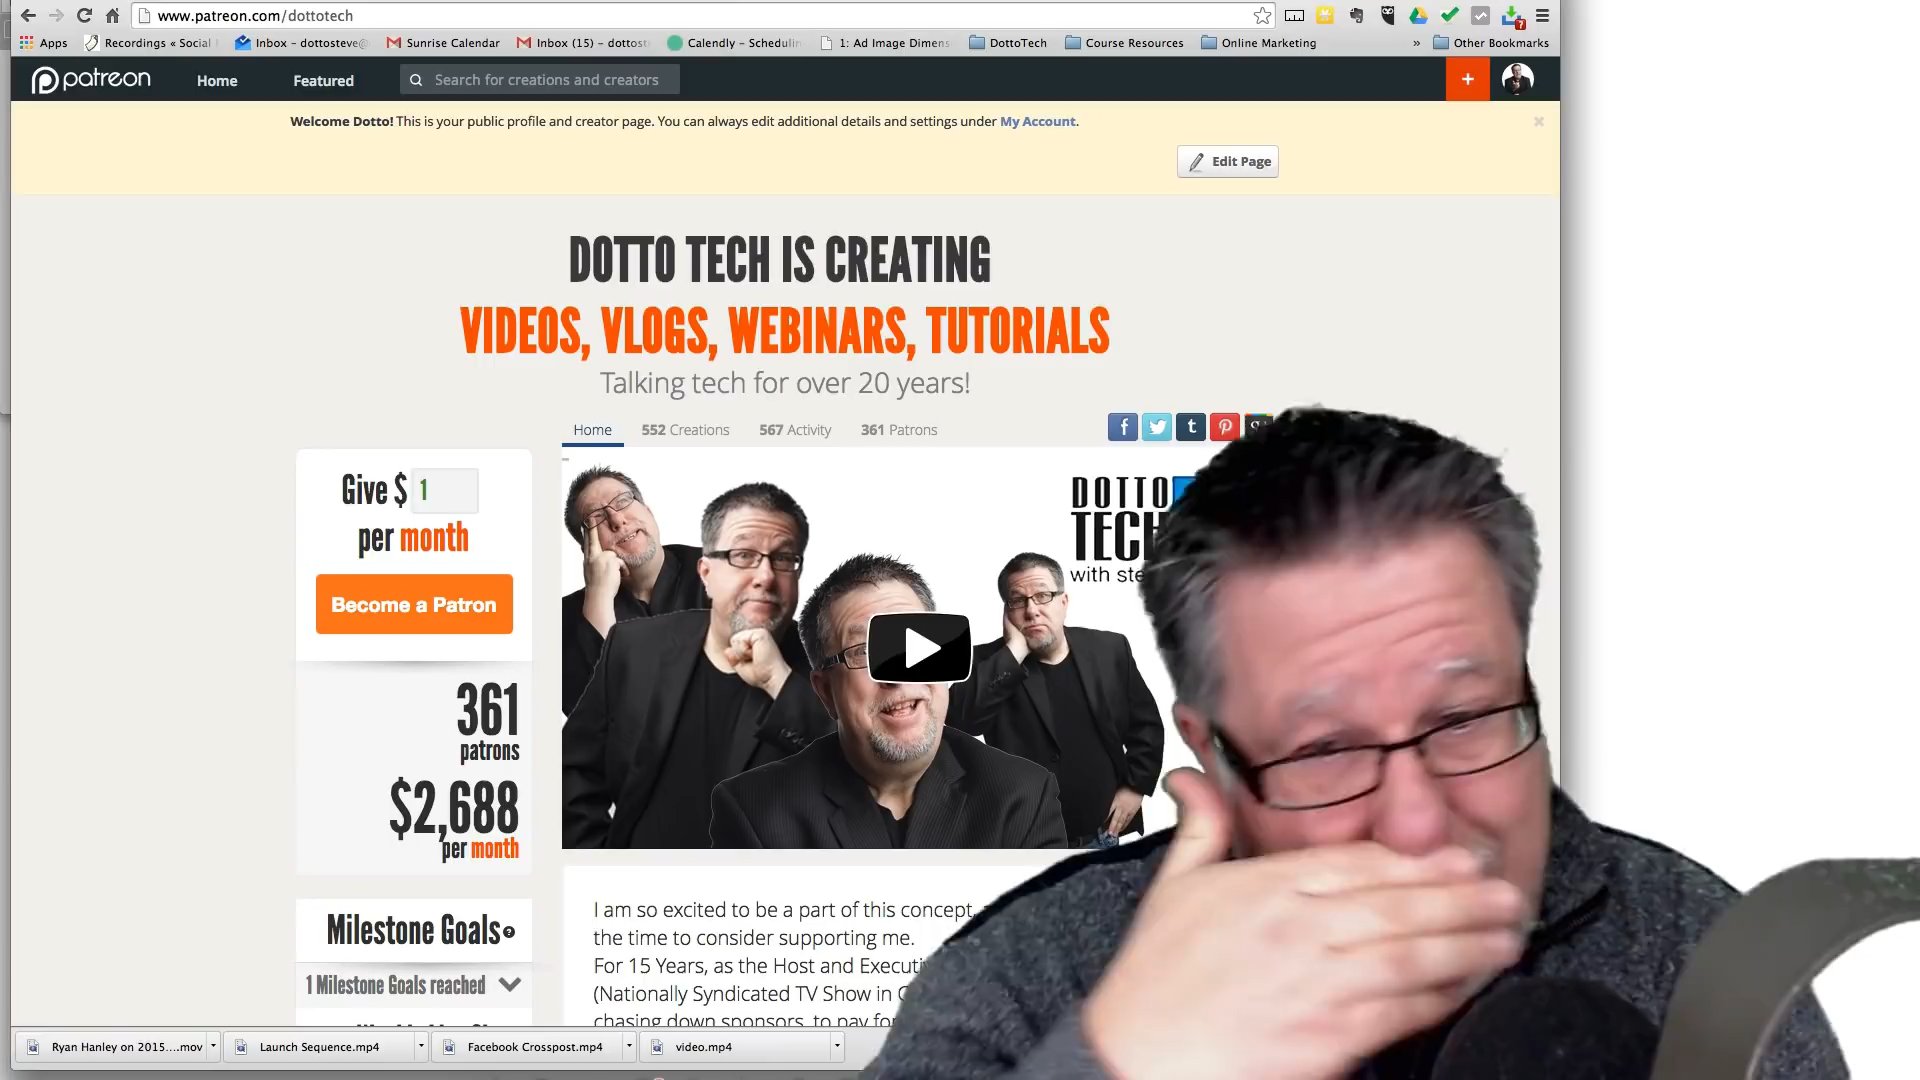 www.patreon.com/dottotech
Apps
Recordings « Social
Inbox – dottosteve@
Sunrise Calendar
Inbox (15) – dottost
Calendly – Schedulin
1: Ad Image Dimens
DottoTech
Course Resources
Online Marketing
»
Other Bookmarks
patreon
Home
Featured
Search for creations and creators
+
Welcome Dotto! This is your public profile and creator page. You can always edit additional details and settings under My Account.
Edit Page
DOTTO TECH IS CREATING
VIDEOS, VLOGS, WEBINARS, TUTORIALS
Talking tech for over 20 years!
Home
552 Creations
567 Activity
361 Patrons
Give $ 1
per month
Become a Patron
361
patrons
$2,688
per month
Milestone Goals
1 Milestone Goals reached
DOTTO
TECH
with ste
I am so excited to be a part of this concept,
the time to consider supporting me.
For 15 Years, as the Host and Executi
(Nationally Syndicated TV Show in C
chasing down sponsors, to pay for
Ryan Hanley on 2015....mov
Launch Sequence.mp4
Facebook Crosspost.mp4
video.mp4